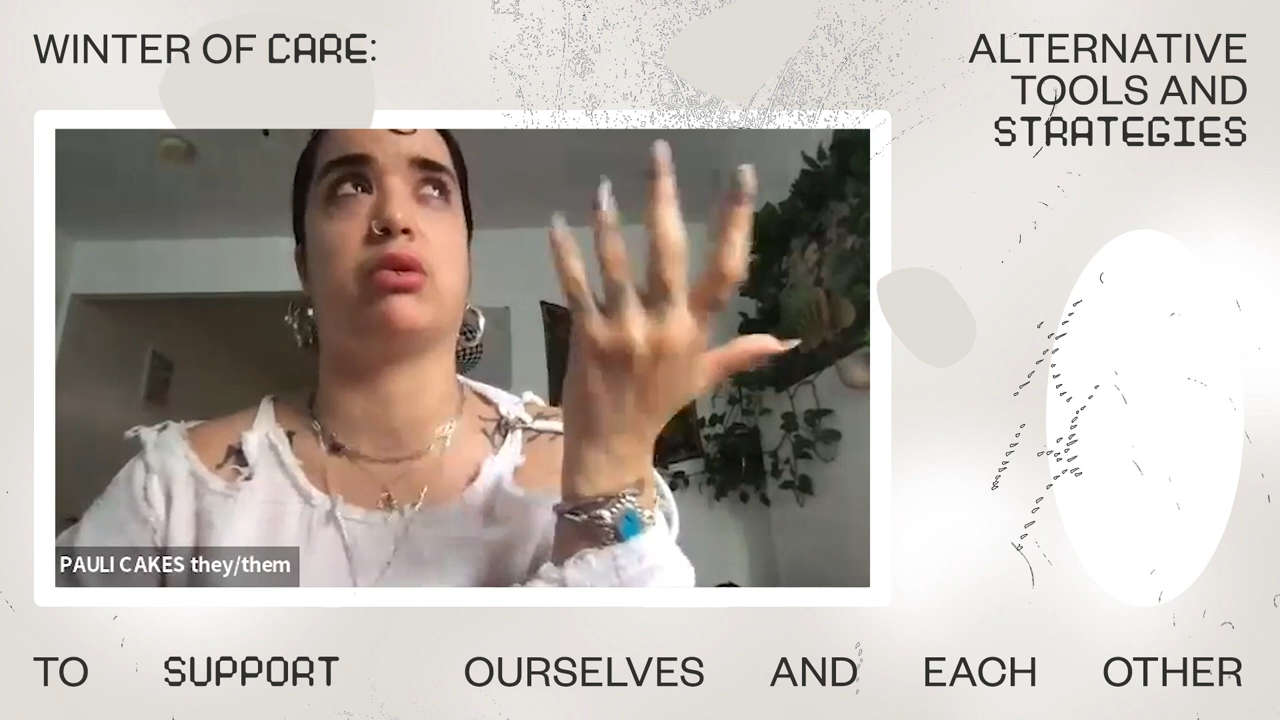 WINTER OF CARE:
ALTERNATIVE
TOOLS AND
STRATEGIES
PAULI CAKES they/them
TO SUPPORT OURSELVES AND EACH OTHER